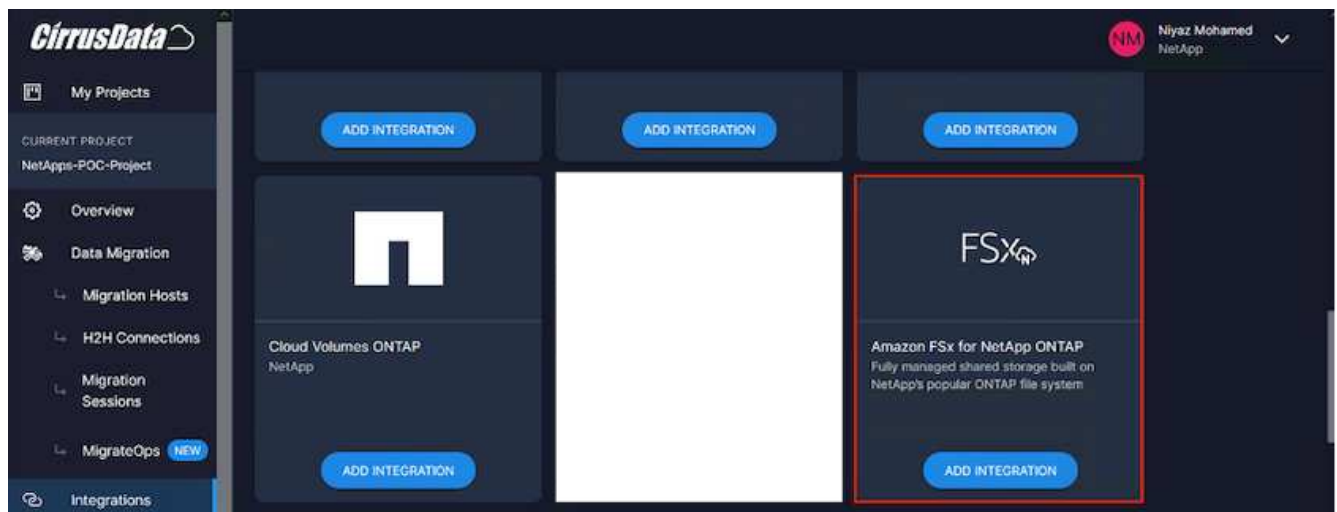 CirrusData
NM
Niyaz Mohamed
NetApp
My Projects
CURRENT PROJECT
NetApps-POC-Project
Overview
Data Migration
Migration Hosts
H2H Connections
Migration
Sessions
MigrateOps NEW
Integrations
ADD INTEGRATION
ADD INTEGRATION
ADD INTEGRATION
Cloud Volumes ONTAP
NetApp
ADD INTEGRATION
FSxN
Amazon FSx for NetApp ONTAP
Fully managed shared storage built on
NetApp's popular ONTAP file system
ADD INTEGRATION